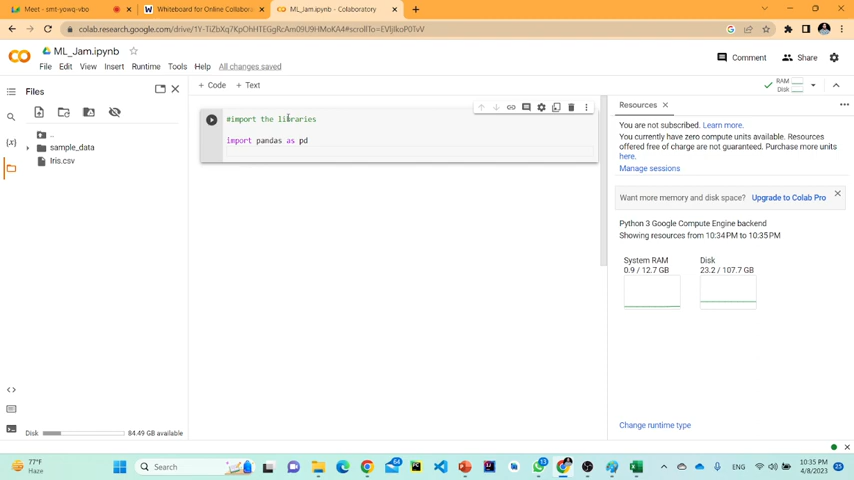 Meet - smt-yowq-vbo
Whiteboard for Online Collabora
ML_Jam.ipynb - Colaboratory
colab.research.google.com/drive/
ML_Jam.ipynb
Comment
Share
File Edit View Insert Runtime Tools Help All changes saved
Files
+ Code + Text
RAM
Disk
Resources
..
sample_data
Iris.csv
#import the libraries
import pandas as pd
You are not subscribed. Learn more.
You currently have zero compute units available. Resources
offered free of charge are not guaranteed. Purchase more units
here.
Manage sessions
Want more memory and disk space? Upgrade to Colab Pro
Python 3 Google Compute Engine backend
Showing resources from 10:34PM to 10:35PM
System RAM
0.9 / 12.7 GB
Disk
23.2 / 107.7 GB
Change runtime type
Disk
84.49 GB available
77°F
Haze
Search
ENG
10:35 PM
4/8/2023